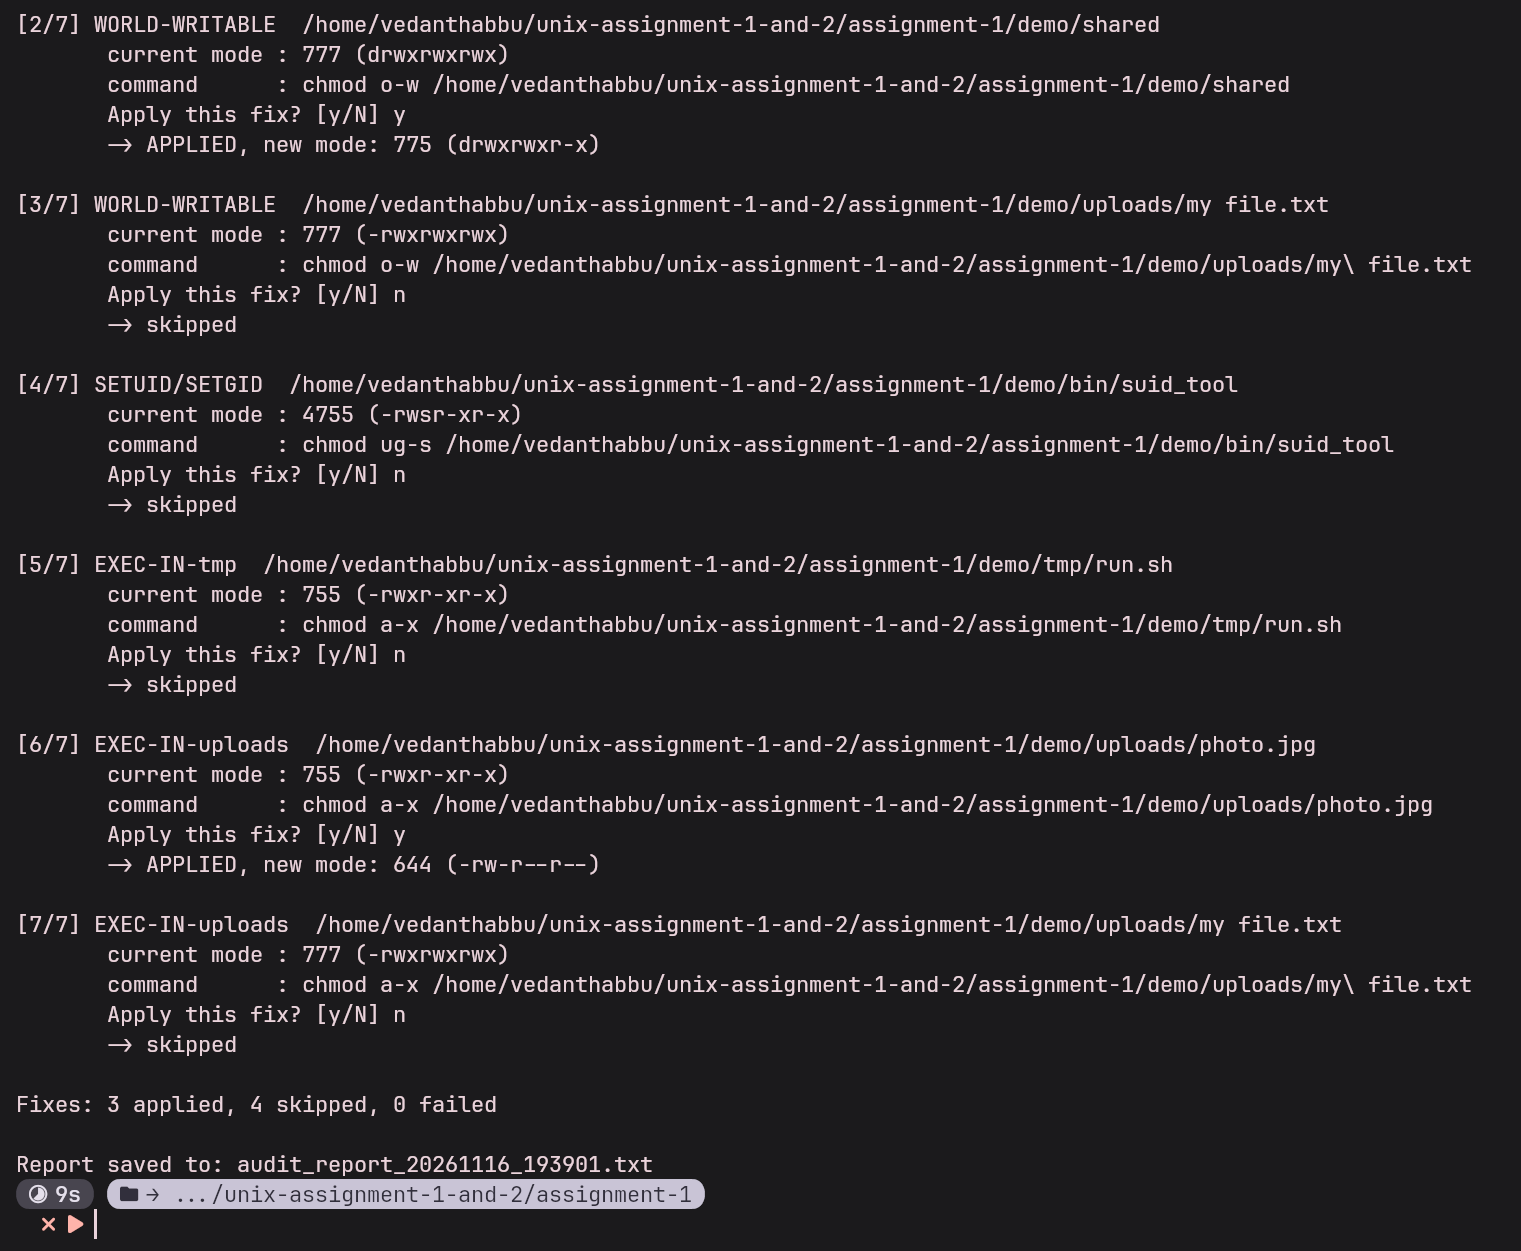 [2/7] WORLD-WRITABLE  /home/vedanthabbu/unix-assignment-1-and-2/assignment-1/demo/shared
       current mode : 777 (drwxrwxrwx)
       command      : chmod o-w /home/vedanthabbu/unix-assignment-1-and-2/assignment-1/demo/shared
       Apply this fix? [y/N] y
       -> APPLIED, new mode: 775 (drwxrwxr-x)

[3/7] WORLD-WRITABLE  /home/vedanthabbu/unix-assignment-1-and-2/assignment-1/demo/uploads/my file.txt
       current mode : 777 (-rwxrwxrwx)
       command      : chmod o-w /home/vedanthabbu/unix-assignment-1-and-2/assignment-1/demo/uploads/my\ file.txt
       Apply this fix? [y/N] n
       -> skipped

[4/7] SETUID/SETGID  /home/vedanthabbu/unix-assignment-1-and-2/assignment-1/demo/bin/suid_tool
       current mode : 4755 (-rwsr-xr-x)
       command      : chmod ug-s /home/vedanthabbu/unix-assignment-1-and-2/assignment-1/demo/bin/suid_tool
       Apply this fix? [y/N] n
       -> skipped

[5/7] EXEC-IN-tmp  /home/vedanthabbu/unix-assignment-1-and-2/assignment-1/demo/tmp/run.sh
       current mode : 755 (-rwxr-xr-x)
       command      : chmod a-x /home/vedanthabbu/unix-assignment-1-and-2/assignment-1/demo/tmp/run.sh
       Apply this fix? [y/N] n
       -> skipped

[6/7] EXEC-IN-uploads  /home/vedanthabbu/unix-assignment-1-and-2/assignment-1/demo/uploads/photo.jpg
       current mode : 755 (-rwxr-xr-x)
       command      : chmod a-x /home/vedanthabbu/unix-assignment-1-and-2/assignment-1/demo/uploads/photo.jpg
       Apply this fix? [y/N] y
       -> APPLIED, new mode: 644 (-rw-r--r--)

[7/7] EXEC-IN-uploads  /home/vedanthabbu/unix-assignment-1-and-2/assignment-1/demo/uploads/my file.txt
       current mode : 777 (-rwxrwxrwx)
       command      : chmod a-x /home/vedanthabbu/unix-assignment-1-and-2/assignment-1/demo/uploads/my\ file.txt
       Apply this fix? [y/N] n
       -> skipped

Fixes: 3 applied, 4 skipped, 0 failed

Report saved to: audit_report_20261116_193901.txt
9s → .../unix-assignment-1-and-2/assignment-1